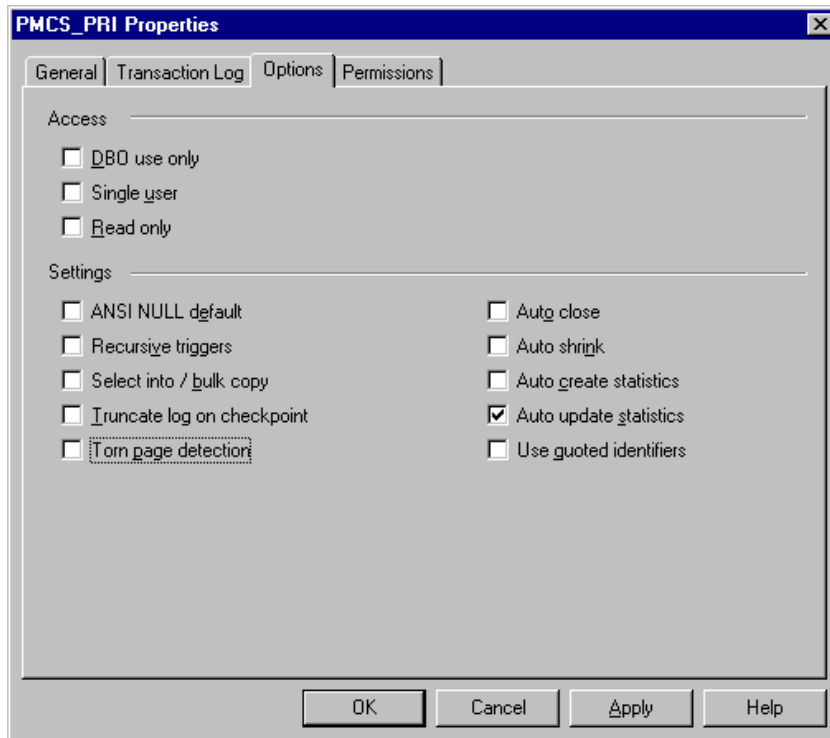 PMCS_PRI Properties
General Transaction Log Options Permissions
Access
DBO use only
Single user
Read only
Settings
ANSI NULL default
Recursive triggers
Select into / bulk copy
Truncate log on checkpoint
Torn page detection
Auto close
Auto shrink
Auto create statistics
Auto update statistics
Use quoted identifiers
OK Cancel Apply Help